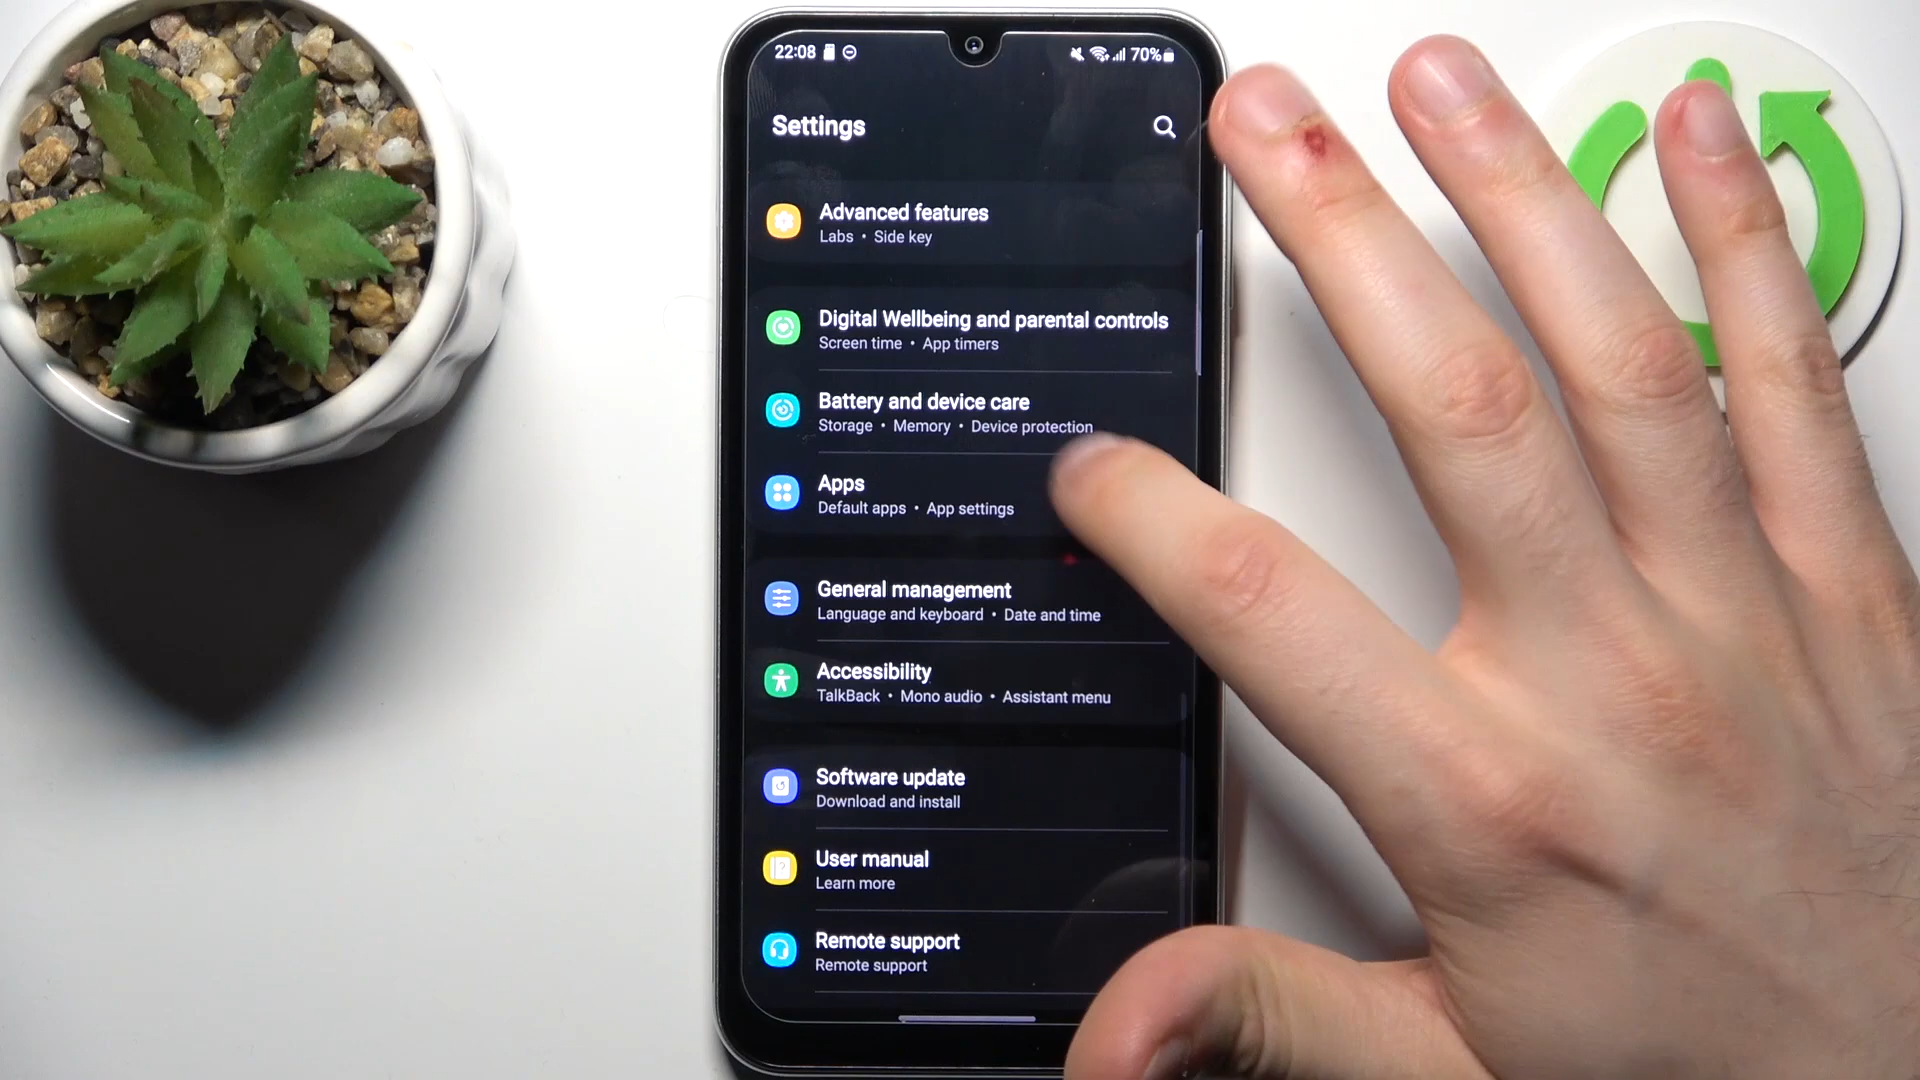 22:08
70%
Settings
Advanced features
Labs • Side key
Digital Wellbeing and parental controls
Screen time • App timers
Battery and device care
Storage • Memory • Device protection
Apps
Default apps • App settings
General management
Language and keyboard • Date and time
Accessibility
TalkBack • Mono audio • Assistant menu
Software update
Download and install
User manual
Learn more
Remote support
Remote support